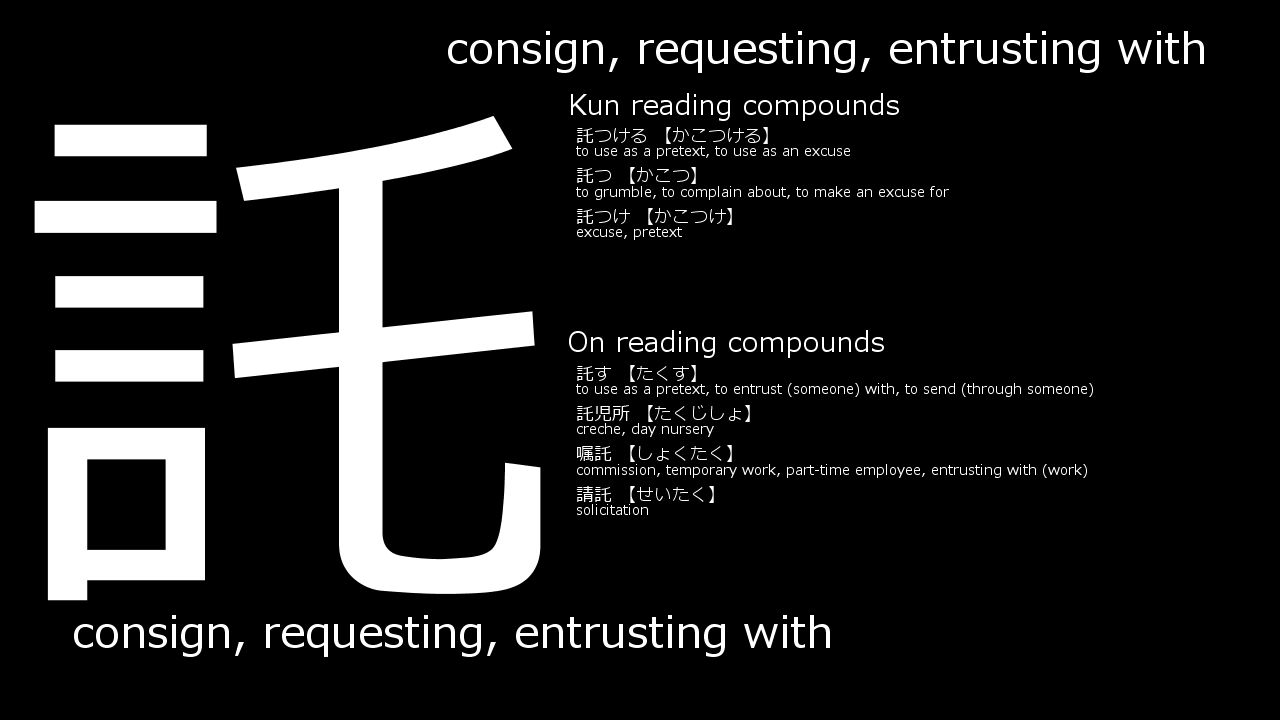 consign, requesting, entrusting with
託
Kun reading compounds
託つける 【かこつける】
to use as a pretext, to use as an excuse
託つ 【かこつ】
to grumble, to complain about, to make an excuse for
託つけ 【かこつけ】
excuse, pretext
On reading compounds
託す 【たくす】
to use as a pretext, to entrust (someone) with, to send (through someone)
託児所 【たくじしょ】
creche, day nursery
嘱託 【しょくたく】
commission, temporary work, part-time employee, entrusting with (work)
請託 【せいたく】
solicitation
consign, requesting, entrusting with